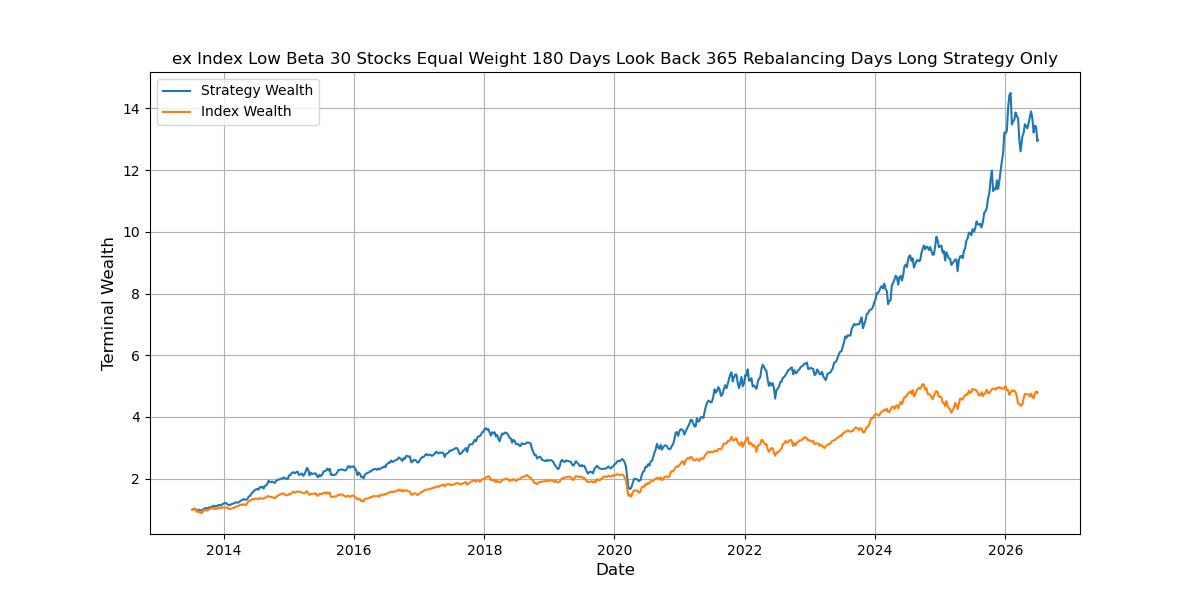 ex Index Low Beta 30 Stocks Equal Weight 180 Days Look Back 365 Rebalancing Days Long Strategy Only
Strategy Wealth
Index Wealth
Terminal Wealth
14
12
10
8
6
4
2
2014 2016 2018 2020 2022 2024 2026
Date